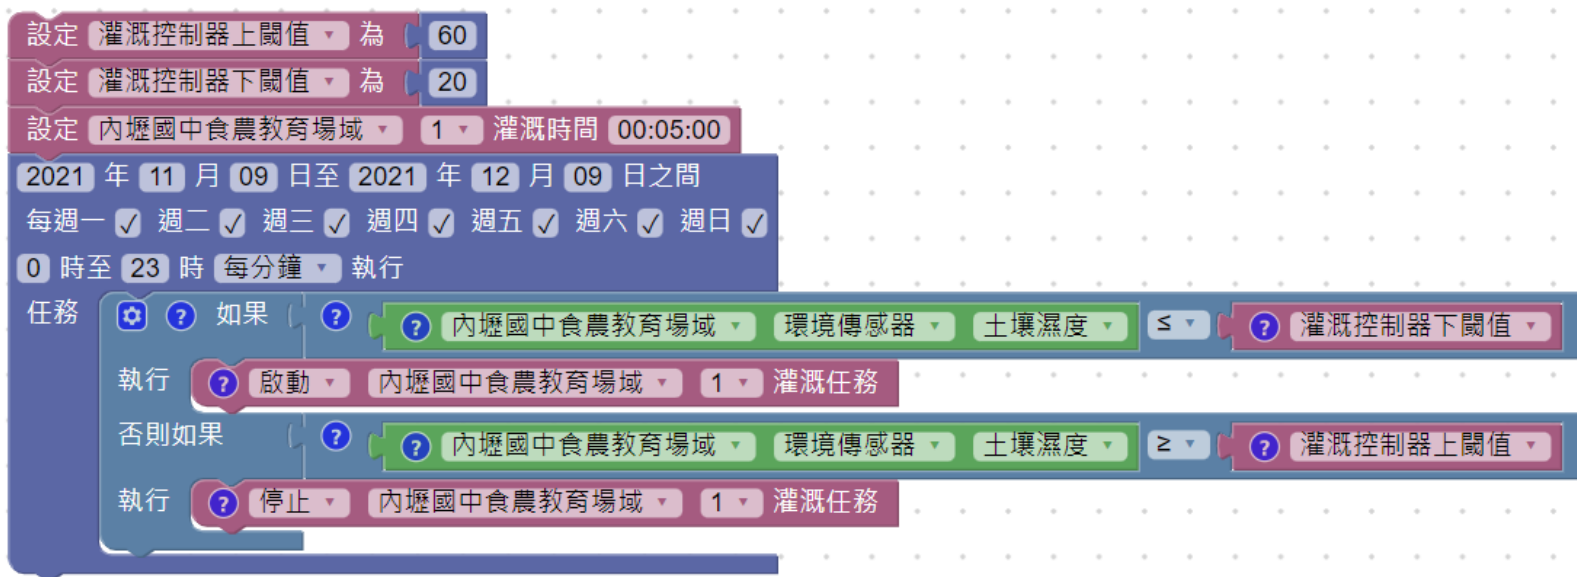 設定 灌溉控制器上閾值 為 60
設定 灌溉控制器下閾值 為 20
設定 內壢國中食農教育場域 1 灌溉時間 00:05:00
2021 年 11 月 09 日至 2021 年 12 月 09 日之間
每週一 ✓ 週二 ✓ 週三 ✓ 週四 ✓ 週五 ✓ 週六 ✓ 週日 ✓
0 時至 23 時 每分鐘 執行
任務 ? 如果 ? ? 內壢國中食農教育場域 環境傳感器 土壤濕度 ≤ ? 灌溉控制器下閾值
執行 ? 啟動 內壢國中食農教育場域 1 灌溉任務
否則如果 ? ? 內壢國中食農教育場域 環境傳感器 土壤濕度 ≥ ? 灌溉控制器上閾值
執行 ? 停止 內壢國中食農教育場域 1 灌溉任務